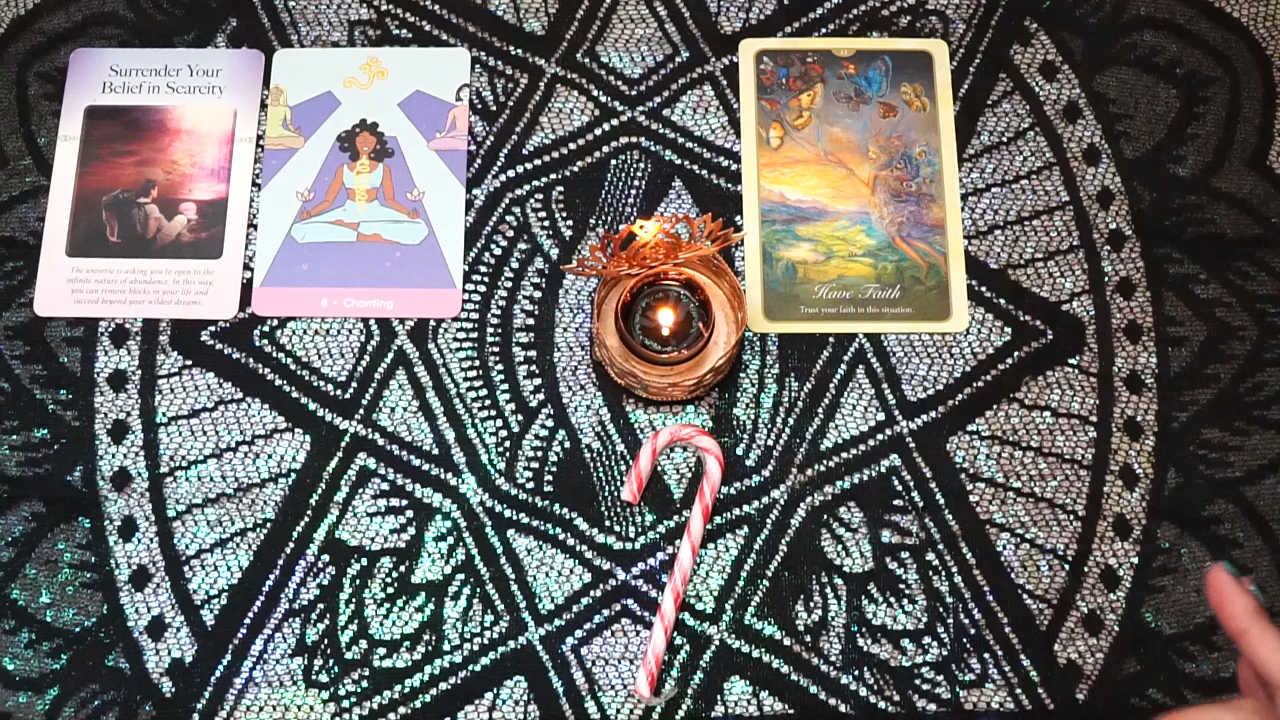 Surrender Your
Belief in Scarcity
The universe is asking you to open to the
infinite nature of abundance. In this way,
you can remove blocks in your life and
succeed beyond your wildest dreams.
ॐ
8 • Chanting
Have Faith
Trust your faith in this situation.